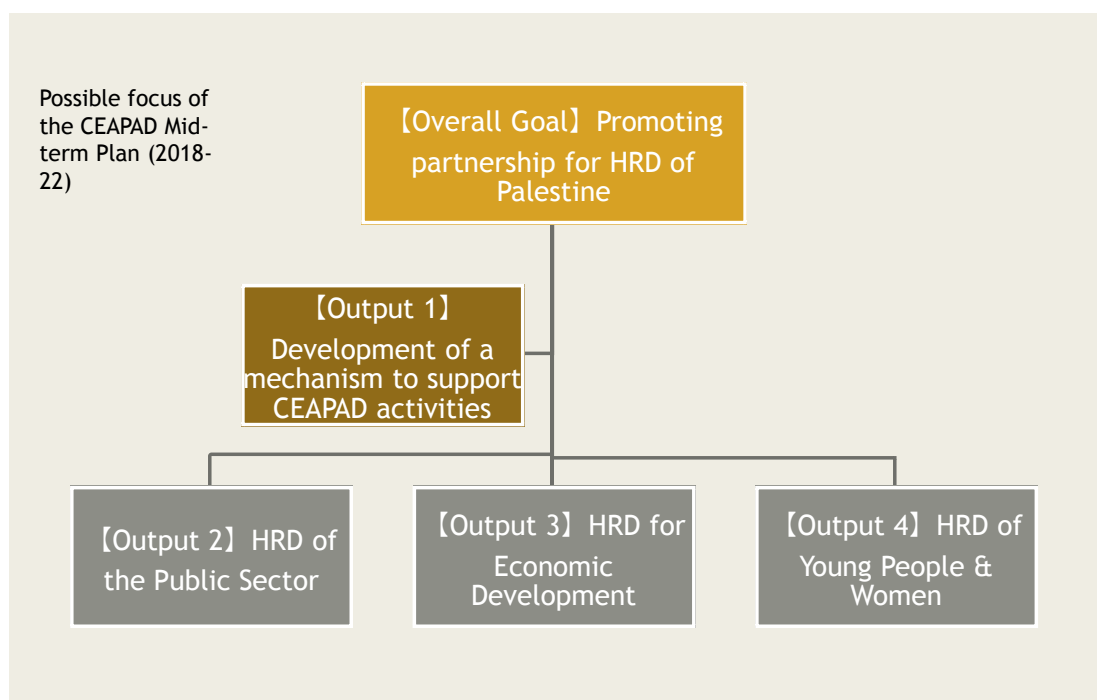 Possible focus of
the CEAPAD Mid-
term Plan (2018-
22)
【Overall Goal】Promoting
partnership for HRD of
Palestine
【Output 1】
Development of a
mechanism to support
CEAPAD activities
【Output 2】HRD of
the Public Sector
【Output 3】HRD for
Economic
Development
【Output 4】HRD of
Young People &
Women